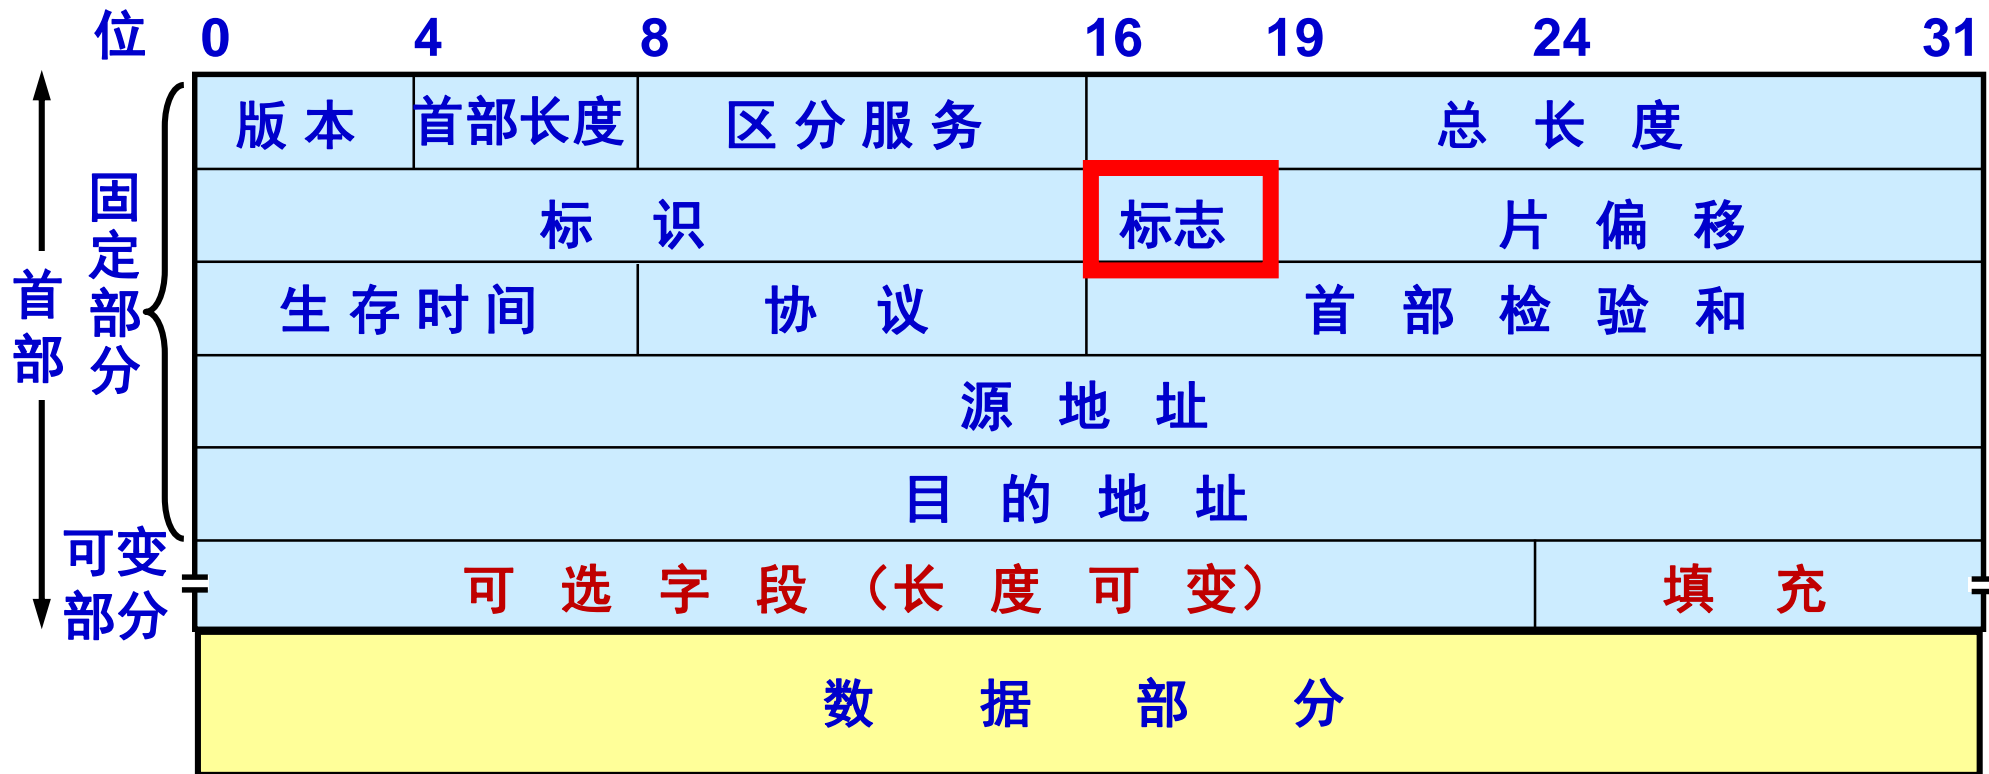 位 0 4 8 16 19 24 31
版本 首部长度 区分服务 总长度
标识 标志 片偏移
生存时间 协议 首部检验和
源地址
目的地址
可选字段（长度可变） 填充
数据部分
首部
固定部分
可变
部分